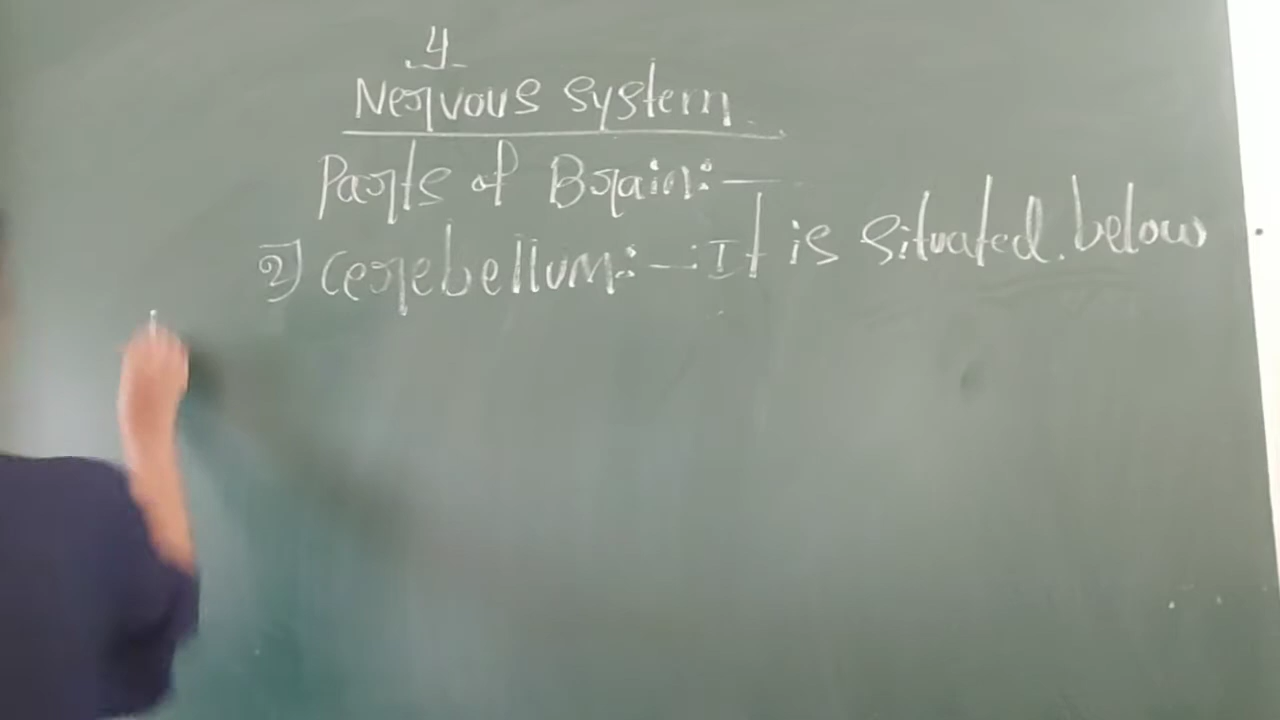 4
Nervous system
Parts of Brain:-
2) Cerebellum:- It is situated below